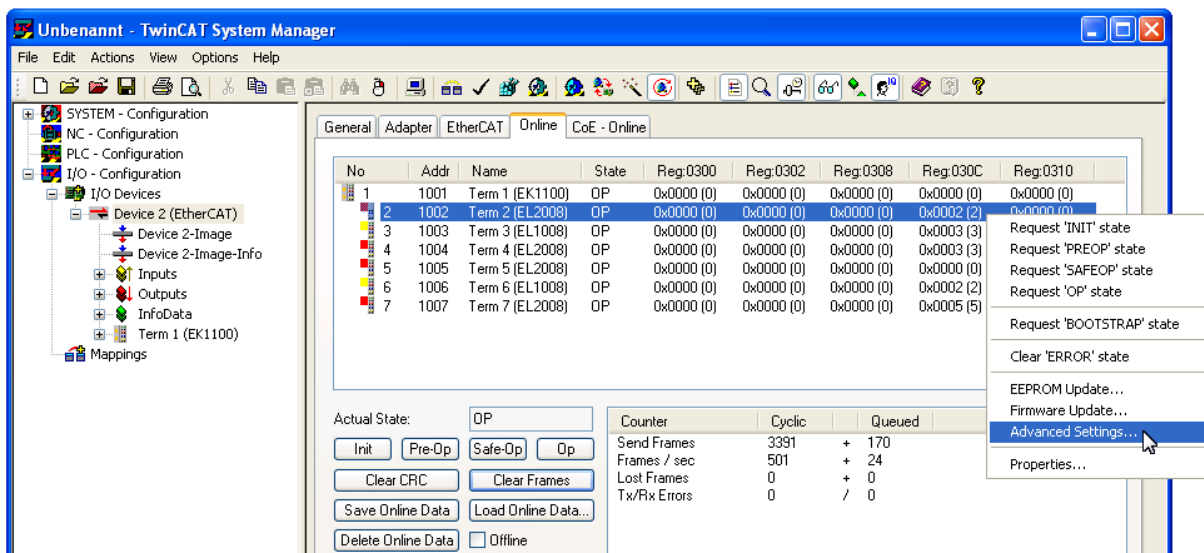 Unbenannt - TwinCAT System Manager
File Edit Actions View Options Help
SYSTEM - Configuration
NC - Configuration
PLC - Configuration
I/O - Configuration
I/O Devices
Device 2 (EtherCAT)
Device 2-Image
Device 2-Image-Info
Inputs
Outputs
InfoData
Term 1 (EK1100)
Mappings
General Adapter EtherCAT Online CoE - Online
No Addr Name State Reg:0300 Reg:0302 Reg:0308 Reg:030C Reg:0310
1 1001 Term 1 (EK1100) OP 0x0000 (0) 0x0000 (0) 0x0000 (0) 0x0000 (0) 0x0000 (0)
2 1002 Term 2 (EL2008) OP 0x0000 (0) 0x0000 (0) 0x0000 (0) 0x0002 (2) 0x0000 (0)
3 1003 Term 3 (EL1008) OP 0x0000 (0) 0x0000 (0) 0x0000 (0) 0x0003 (3)
4 1004 Term 4 (EL2008) OP 0x0000 (0) 0x0000 (0) 0x0000 (0) 0x0003 (3)
5 1005 Term 5 (EL2008) OP 0x0000 (0) 0x0000 (0) 0x0000 (0) 0x0000 (0)
6 1006 Term 6 (EL1008) OP 0x0000 (0) 0x0000 (0) 0x0000 (0) 0x0002 (2)
7 1007 Term 7 (EL2008) OP 0x0000 (0) 0x0000 (0) 0x0000 (0) 0x0005 (5)
Request 'INIT' state
Request 'PREOP' state
Request 'SAFEOP' state
Request 'OP' state
Request 'BOOTSTRAP' state
Clear 'ERROR' state
EEPROM Update...
Firmware Update...
Advanced Settings...
Properties...
Actual State: OP
Init Pre-Op Safe-Op Op
Clear CRC Clear Frames
Save Online Data Load Online Data...
Delete Online Data Offline
Counter Cyclic Queued
Send Frames 3391 + 170
Frames / sec 501 + 24
Lost Frames 0 + 0
Tx/Rx Errors 0 / 0